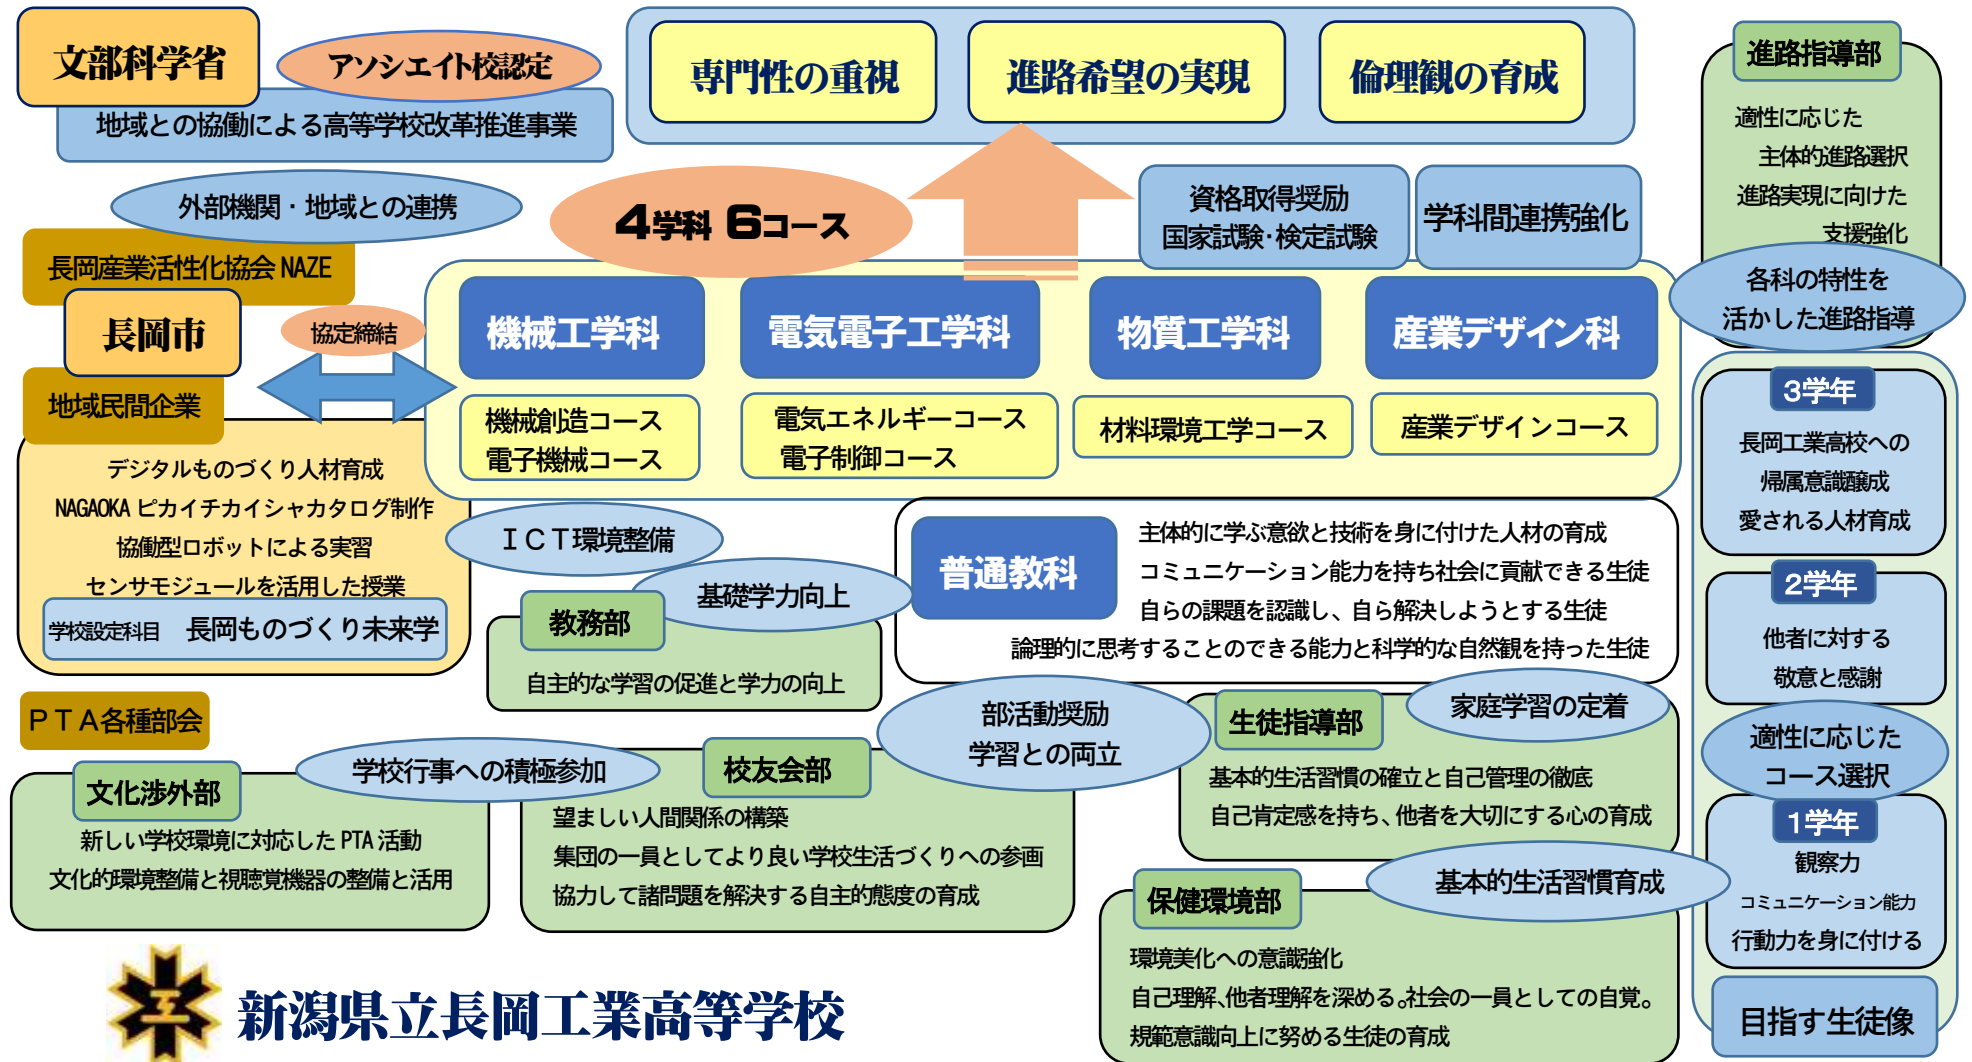 文部科学省
アソシエイト校認定
地域との協働による高等学校改革推進事業
専門性の重視
進路希望の実現
倫理観の育成
進路指導部
適性に応じた
主体的進路選択
進路実現に向けた
支援強化
外部機関・地域との連携
4学科 6コース
資格取得奨励
国家試験・検定試験
学科間連携強化
各科の特性を
活かした進路指導
長岡産業活性化協会 NAZE
長岡市
協定締結
地域民間企業
機械工学科
電気電子工学科
物質工学科
産業デザイン科
機械創造コース
電子機械コース
電気エネルギーコース
電子制御コース
材料環境工学コース
産業デザインコース
デジタルものづくり人材育成
NAGAOKA ピカイチカイシャカタログ制作
協働型ロボットによる実習
センサモジュールを活用した授業
学校設定科目 長岡ものづくり未来学
ICT環境整備
基礎学力向上
教務部
自主的な学習の促進と学力の向上
普通教科
主体的に学ぶ意欲と技術を身に付けた人材の育成
コミュニケーション能力を持ち社会に貢献できる生徒
自らの課題を認識し、自ら解決しようとする生徒
論理的に思考することのできる能力と科学的な自然観を持った生徒
3学年
長岡工業高校への
帰属意識醸成
愛される人材育成
2学年
他者に対する
敬意と感謝
適性に応じた
コース選択
1学年
観察力
コミュニケーション能力
行動力を身に付ける
目指す生徒像
PTA各種部会
文化渉外部
新しい学校環境に対応した PTA 活動
文化的環境整備と視聴覚機器の整備と活用
学校行事への積極参加
校友会部
望ましい人間関係の構築
集団の一員としてより良い学校生活づくりへの参画
協力して諸問題を解決する自主的態度の育成
部活動奨励
学習との両立
生徒指導部
家庭学習の定着
基本的生活習慣の確立と自己管理の徹底
自己肯定感を持ち、他者を大切にする心の育成
基本的生活習慣育成
保健環境部
環境美化への意識強化
自己理解、他者理解を深める。社会の一員としての自覚。
規範意識向上に努める生徒の育成
新潟県立長岡工業高等学校